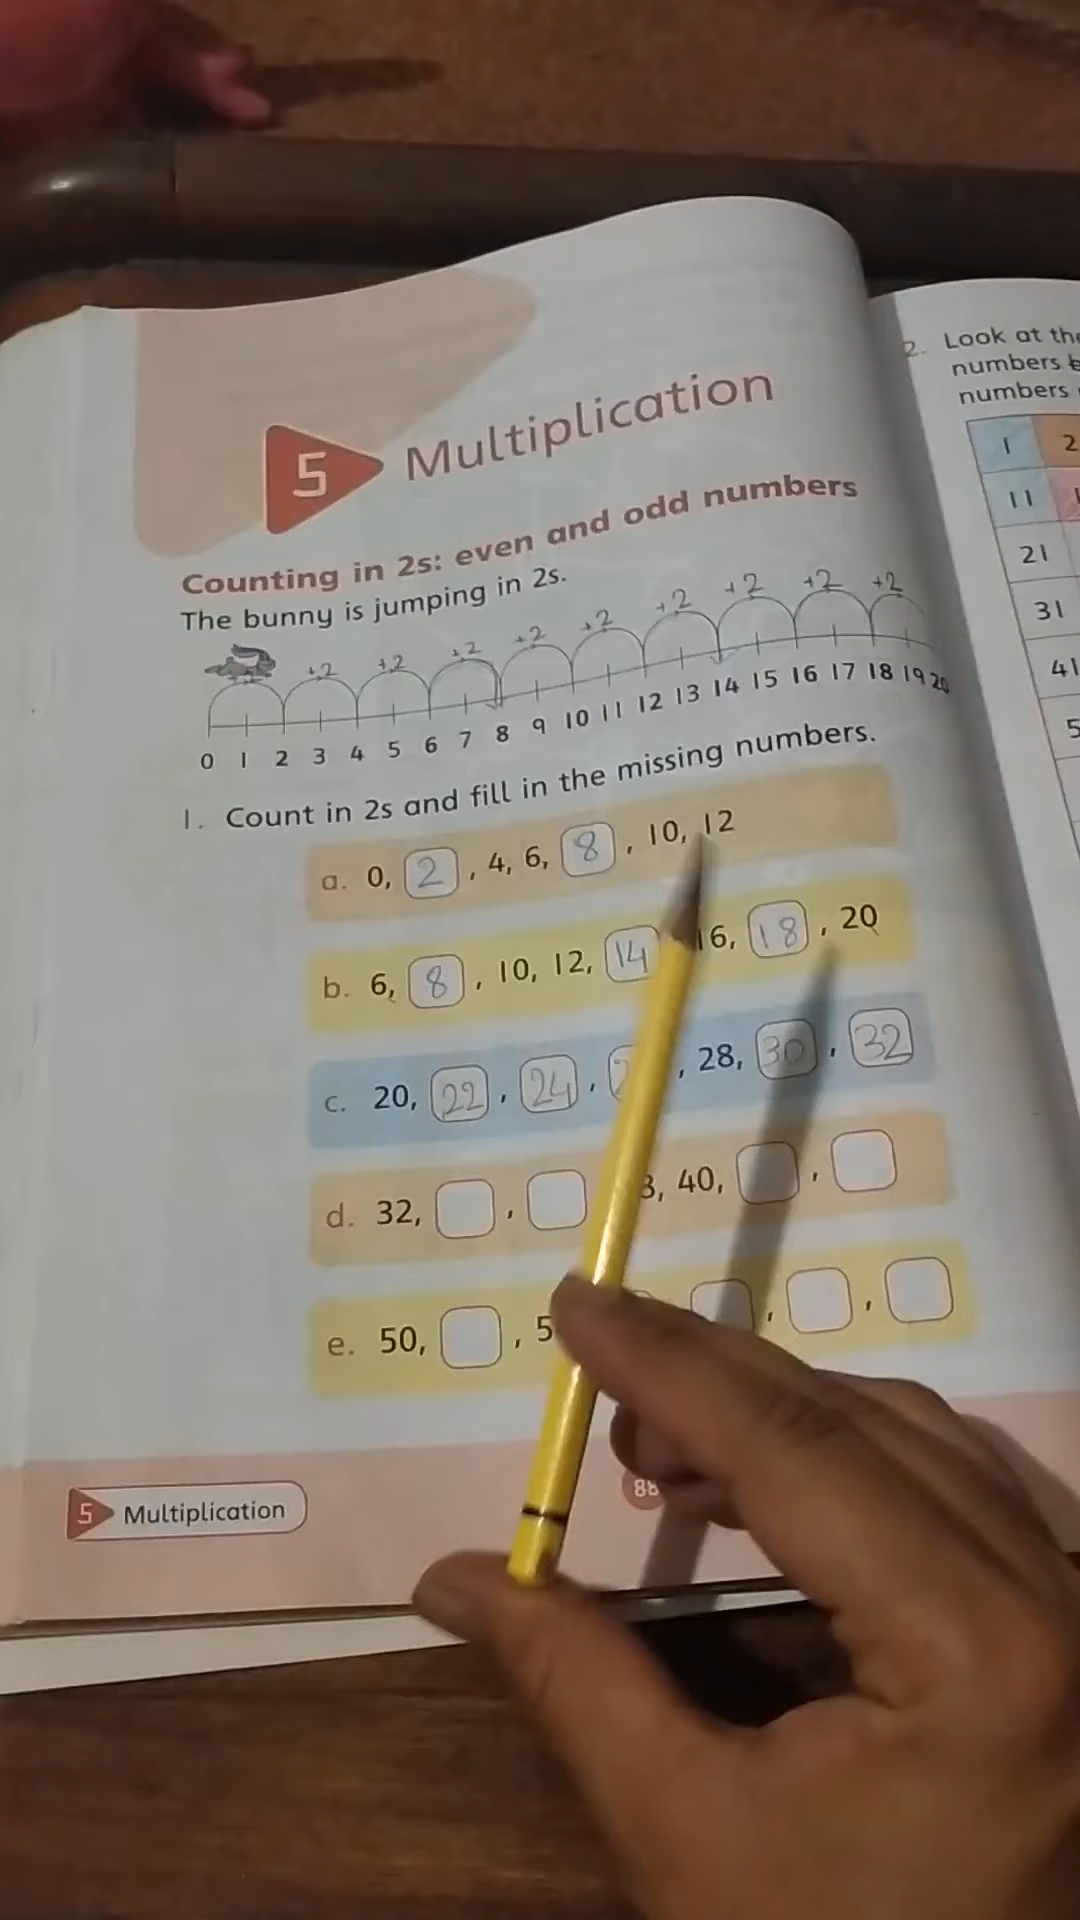 5 Multiplication
Counting in 2s: even and odd numbers
The bunny is jumping in 2s.
+2 +2 +2 +2 +2 +2 +2 +2 +2
0 1 2 3 4 5 6 7 8 9 10 11 12 13 14 15 16 17 18 19 20
1. Count in 2s and fill in the missing numbers.
a. 0, 2, 4, 6, 8, 10, 12
b. 6, 8, 10, 12, 14 16, 18, 20
c. 20, 22, 24, , 28, 30, 32
d. 32, , 40, ,
e. 50, , , ,
5 Multiplication
88
2. Look at
numbers
numbers
1 2
11
21
31
41